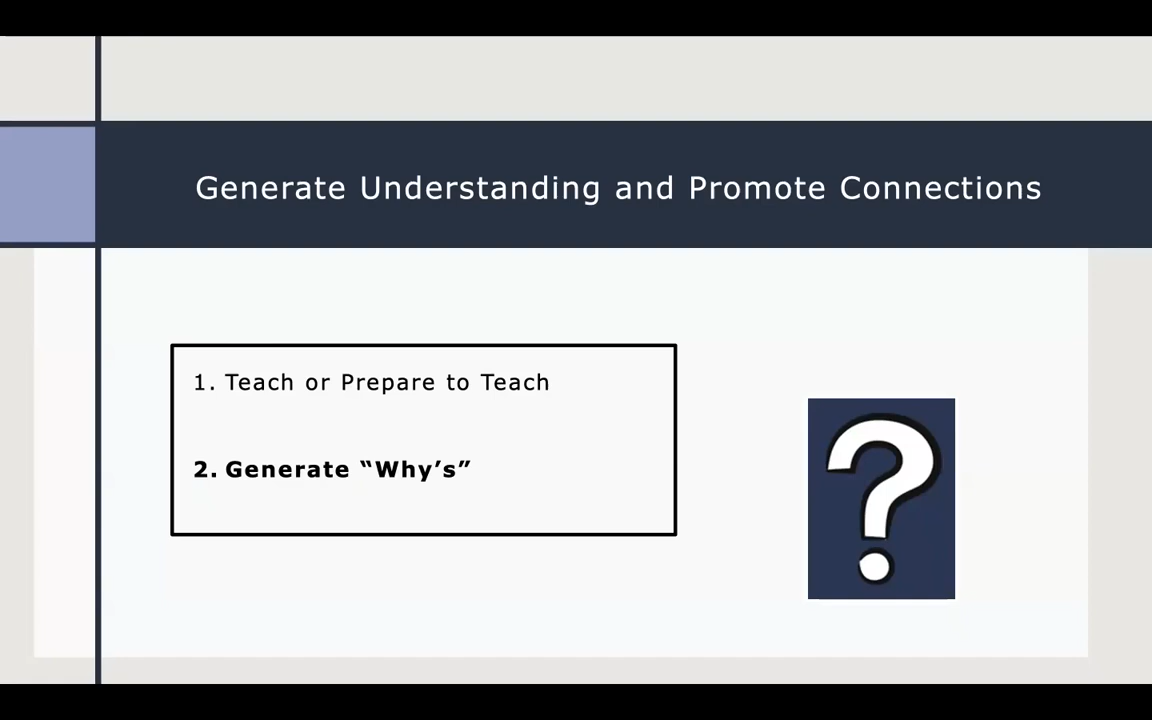 Generate Understanding and Promote Connections
1. Teach or Prepare to Teach
2. Generate “Why’s”
?